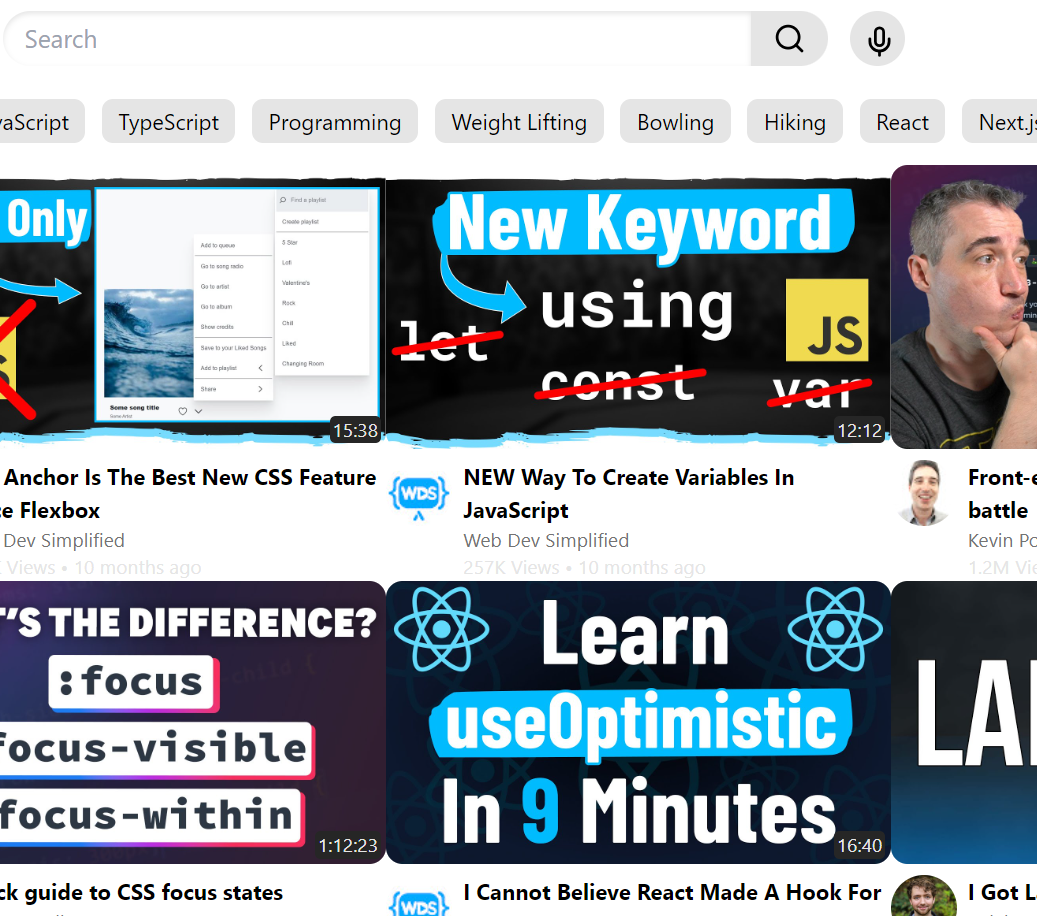 Search
vaScript TypeScript Programming Weight Lifting Bowling Hiking React Next.js
Only
Find a playlist
Create playlist
5 Star
Loft
Valentine's
Rock
Chill
Liked
Changing Room
Add to queue
Go to song radio
Go to artist
Go to album
Show credits
Save to your Liked Songs
Add to playlist
Share
Some song title
Some Artist
15:38
New Keyword
using
let
const
var
JS
12:12
Anchor Is The Best New CSS Feature
ce Flexbox
Dev Simplified
Views • 10 months ago
WDS
NEW Way To Create Variables In
JavaScript
Web Dev Simplified
257K Views • 10 months ago
Front-e
battle
Kevin Po
1.2M Vie
T'S THE DIFFERENCE?
:focus
focus-visible
focus-within
child {
1:12:23
Learn
useOptimistic
In 9 Minutes
16:40
LA
ck guide to CSS focus states
WDS
I Cannot Believe React Made A Hook For
I Got L